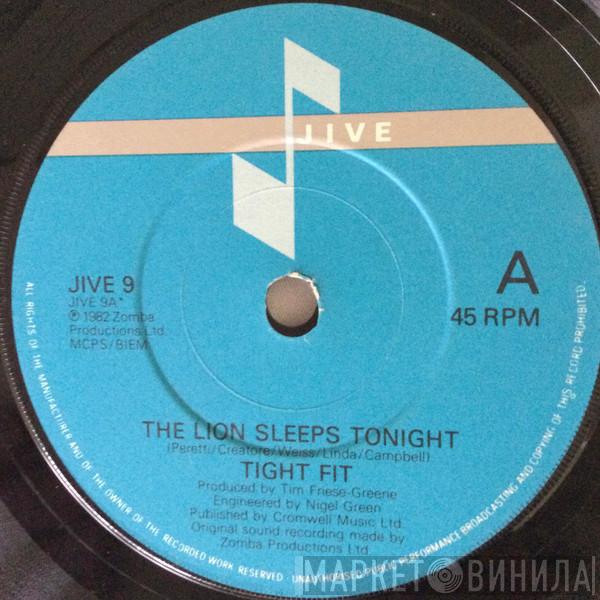 JIVE
JIVE 9
JIVE 9A*
℗ 1982 Zomba
Productions Ltd.
MCPS/BIEM
A
45 RPM
THE LION SLEEPS TONIGHT
(Peretti/Creatore/Weiss/Linda/Campbell)
TIGHT FIT
Produced by Tim Friese-Greene
Engineered by Nigel Green
Published by Cromwell Music Ltd.
Original sound recording made by
Zomba Productions Ltd
ALL RIGHTS OF THE MANUFACTURER AND OF THE OWNER OF THE RECORDED WORK RESERVED · UNAUTHORISED PUBLIC PERFORMANCE BROADCASTING AND COPYING OF THIS RECORD PROHIBITED.
МАРКЕТ ВИНИЛА